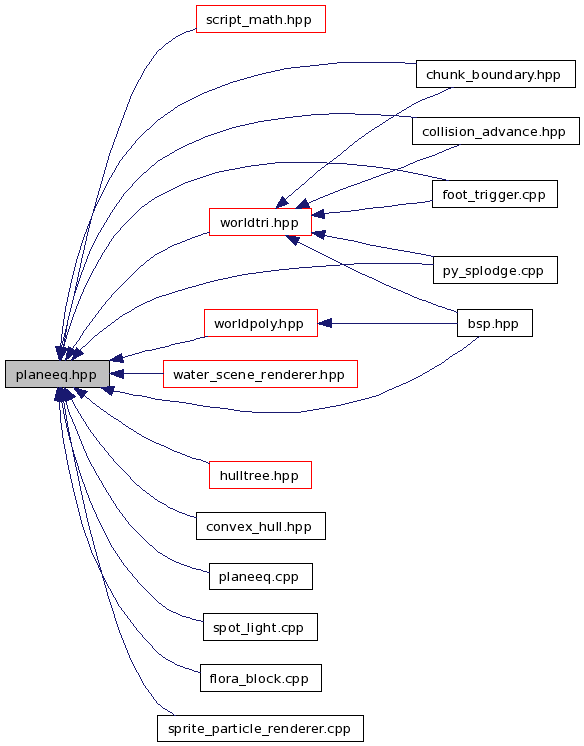 script_math.hpp
chunk_boundary.hpp
collision_advance.hpp
foot_trigger.cpp
worldtri.hpp
py_splodge.cpp
worldpoly.hpp
bsp.hpp
planeeq.hpp
water_scene_renderer.hpp
hulltree.hpp
convex_hull.hpp
planeeq.cpp
spot_light.cpp
flora_block.cpp
sprite_particle_renderer.cpp